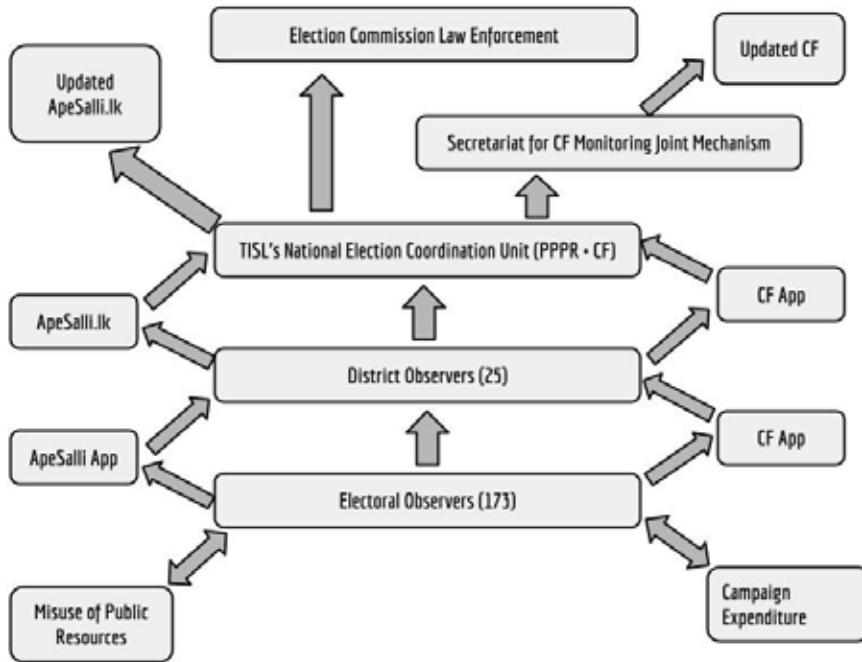 Election Commission Law Enforcement
Updated CF
Updated
ApeSalli.lk
Secretariat for CF Monitoring Joint Mechanism
TISL's National Election Coordination Unit (PPPR + CF)
CF App
ApeSalli.lk
District Observers (25)
CF App
ApeSalli App
Electoral Observers (173)
Misuse of Public
Resources
Campaign
Expenditure